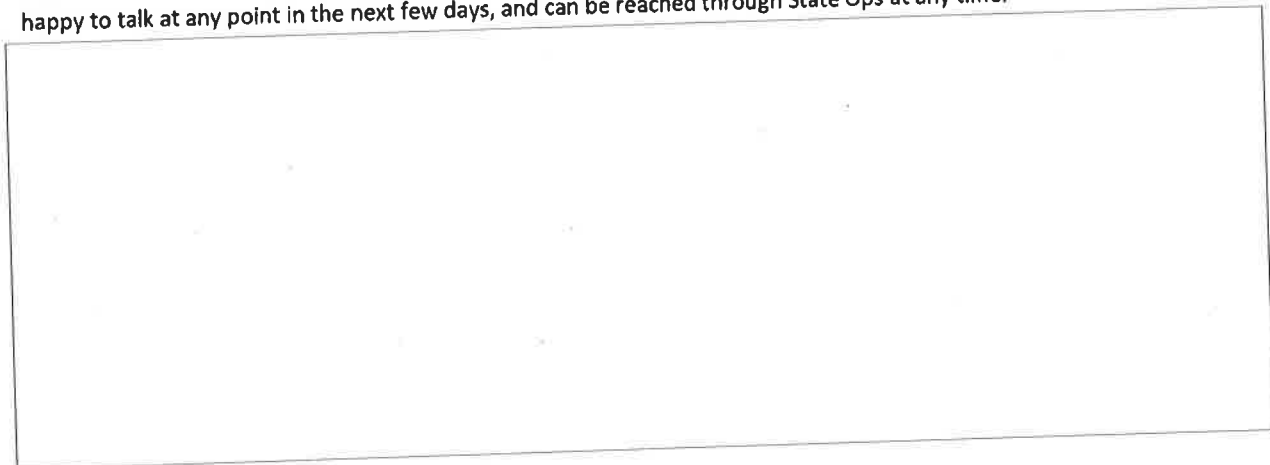 happy to talk at any point in the next few days, and can be reached through State Ops at any time.